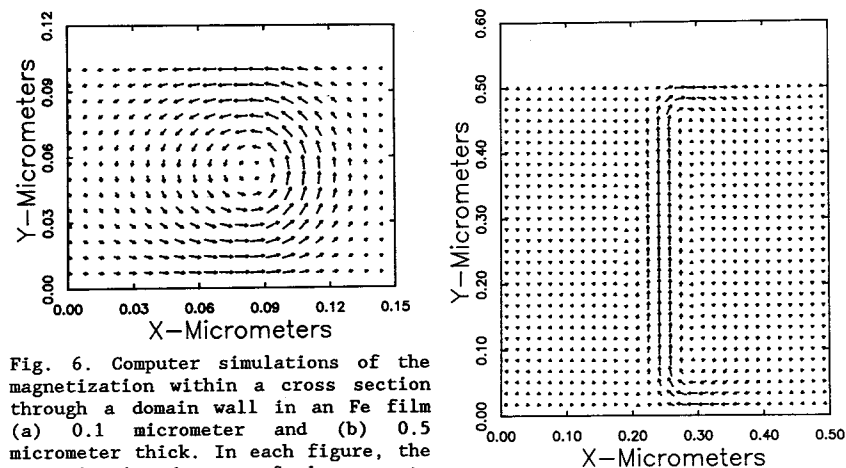 0.12
0.09
0.06
0.03
0.00
Y-Micrometers
0.00 0.03 0.06 0.09 0.12 0.15
X-Micrometers
Fig. 6. Computer simulations of the
magnetization within a cross section
through a domain wall in an Fe film
(a) 0.1 micrometer and (b) 0.5
micrometer thick. In each figure, the
0.60
0.50
0.40
0.30
0.20
0.10
0.00
Y-Micrometers
0.00 0.10 0.20 0.30 0.40 0.50
X-Micrometers